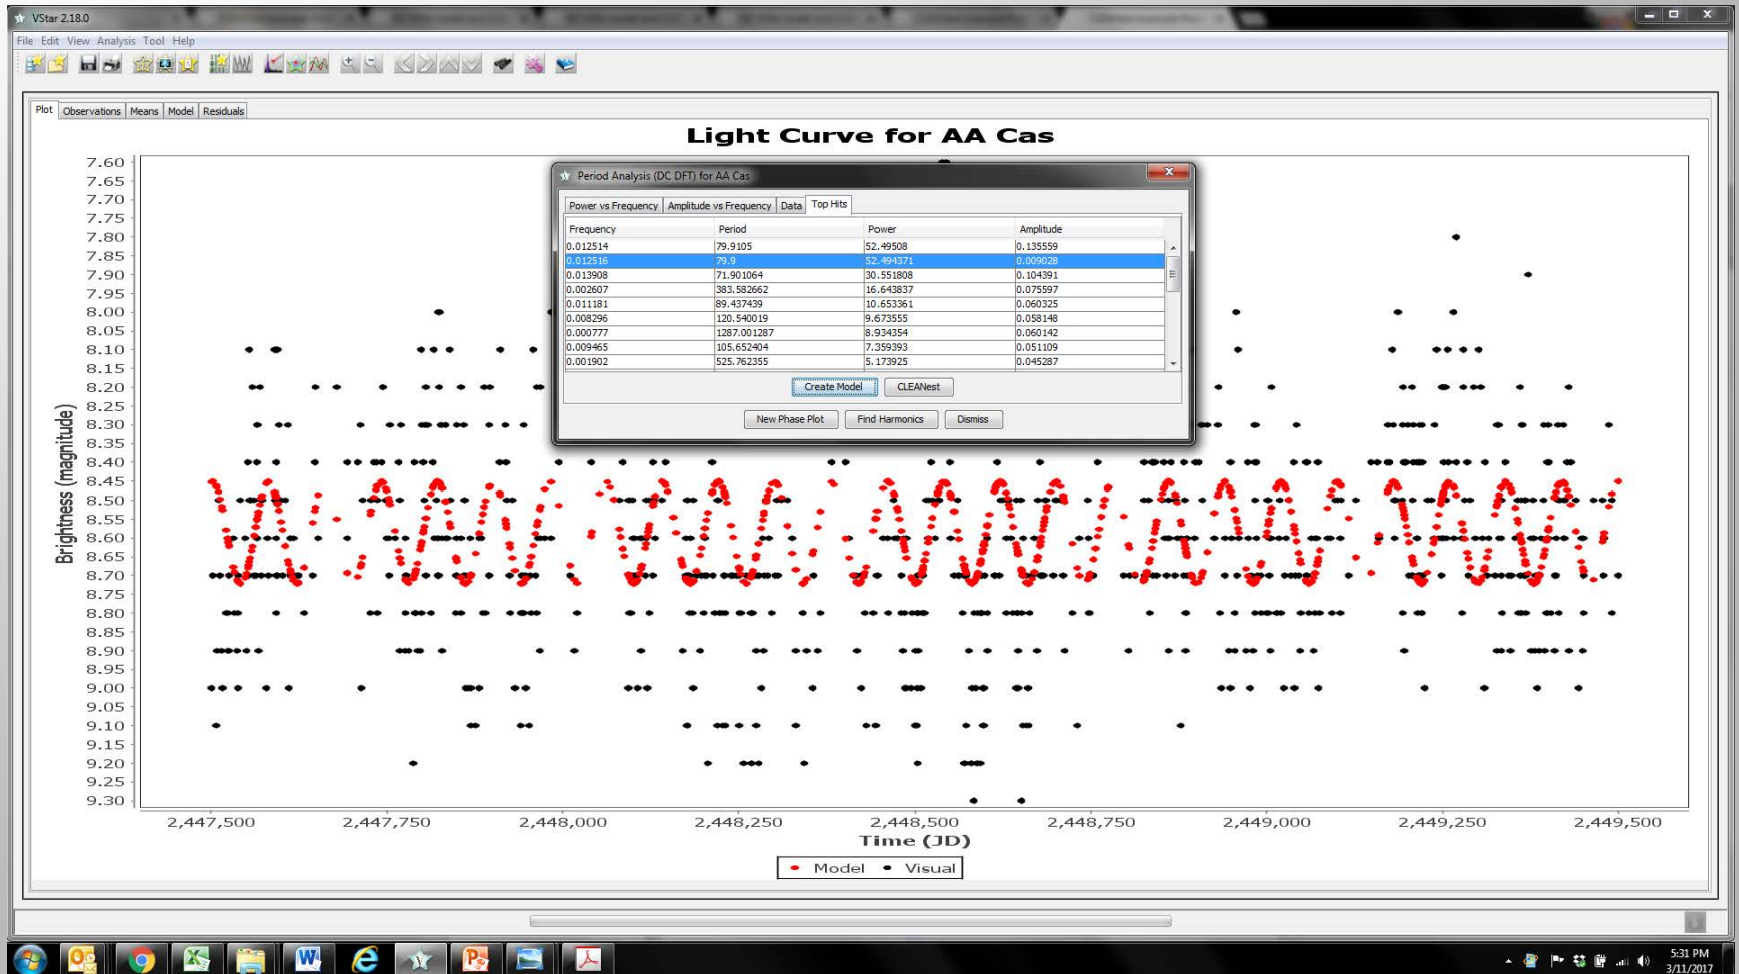 VStar 2.18.0
File Edit View Analysis Tool Help
Plot Observations Means Model Residuals
Light Curve for AA Cas
Period Analysis (DC DFT) for AA Cas
Power vs Frequency Amplitude vs Frequency Data Top Hits
Frequency Period Power Amplitude
0.012514 79.9105 52.49508 0.135559
0.012516 79.9 52.494371 0.009028
0.013908 71.901064 30.551808 0.104391
0.002607 383.582662 16.643837 0.075597
0.011181 89.437439 10.653361 0.060325
0.008296 120.540019 9.673555 0.058148
0.000777 1287.001287 8.934354 0.060142
0.009465 105.652404 7.359393 0.051109
0.001902 525.762355 5.173925 0.045287
Create Model CLEANest
New Phase Plot Find Harmonics Dismiss
Brightness (magnitude)
7.60
7.65
7.70
7.75
7.80
7.85
7.90
7.95
8.00
8.05
8.10
8.15
8.20
8.25
8.30
8.35
8.40
8.45
8.50
8.55
8.60
8.65
8.70
8.75
8.80
8.85
8.90
8.95
9.00
9.05
9.10
9.15
9.20
9.25
9.30
2,447,500 2,447,750 2,448,000 2,448,250 2,448,500 2,448,750 2,449,000 2,449,250 2,449,500
Time (JD)
Model Visual
5:31 PM
3/11/2017